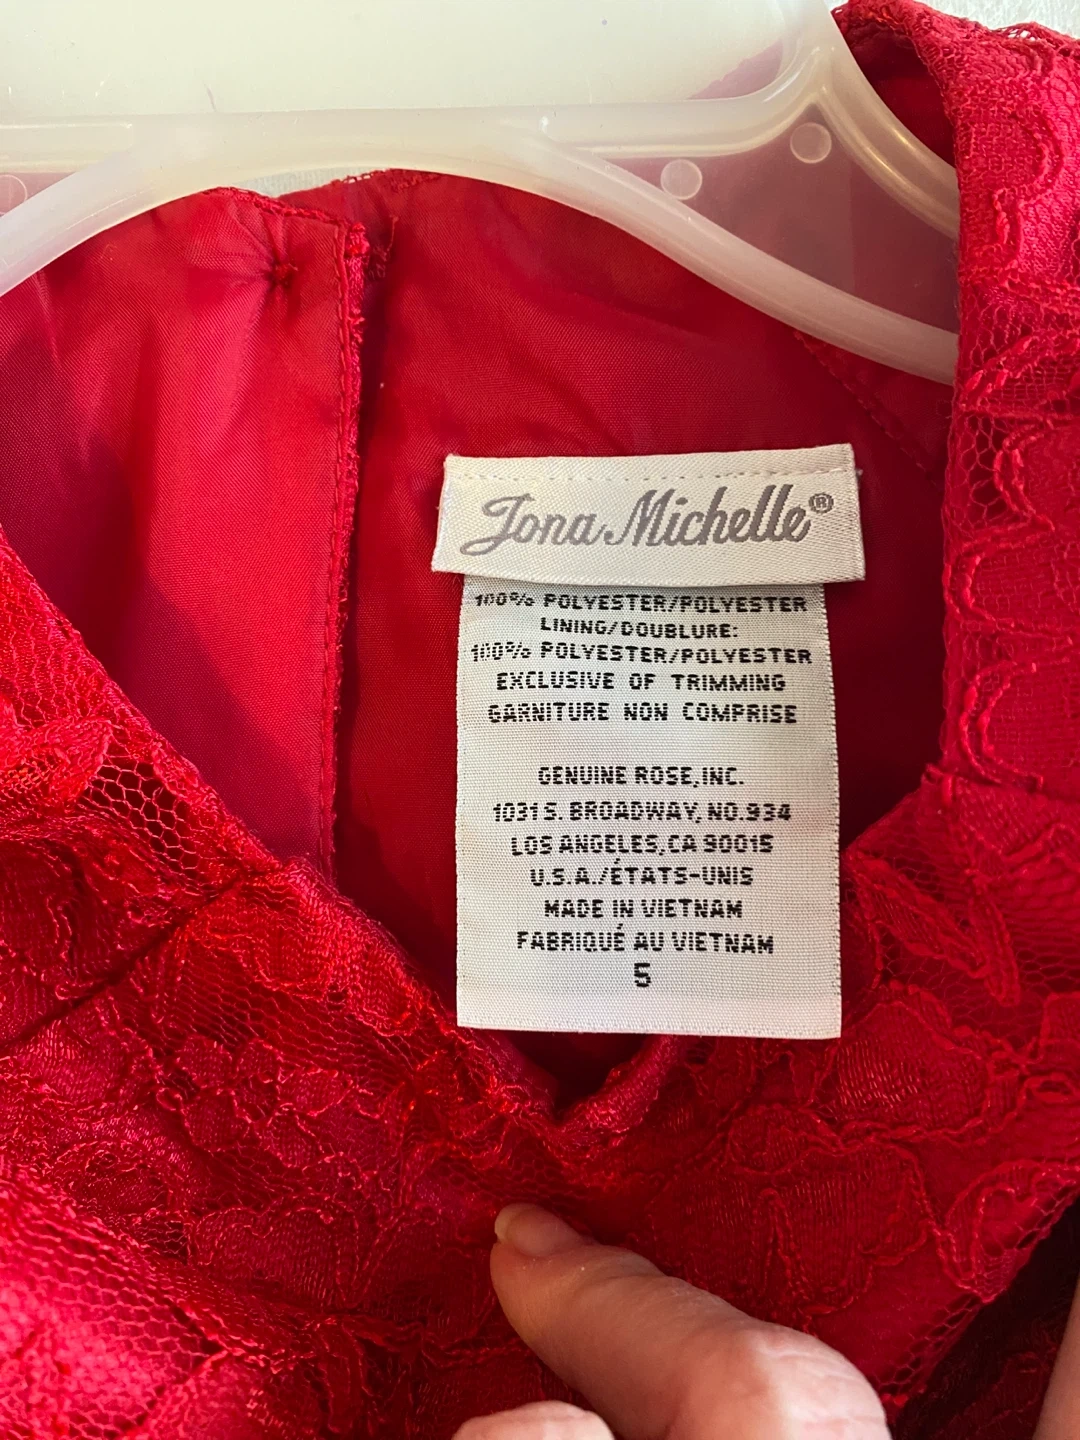 Jona Michelle®
100% POLYESTER/POLYESTER
LINING/DOUBLURE:
100% POLYESTER/POLYESTER
EXCLUSIVE OF TRIMMING
GARNITURE NON COMPRISE
GENUINE ROSE, INC.
1031 S. BROADWAY, NO.934
LOS ANGELES, CA 90015
U.S.A./ÉTATS-UNIS
MADE IN VIETNAM
FABRIQUÉ AU VIETNAM
5